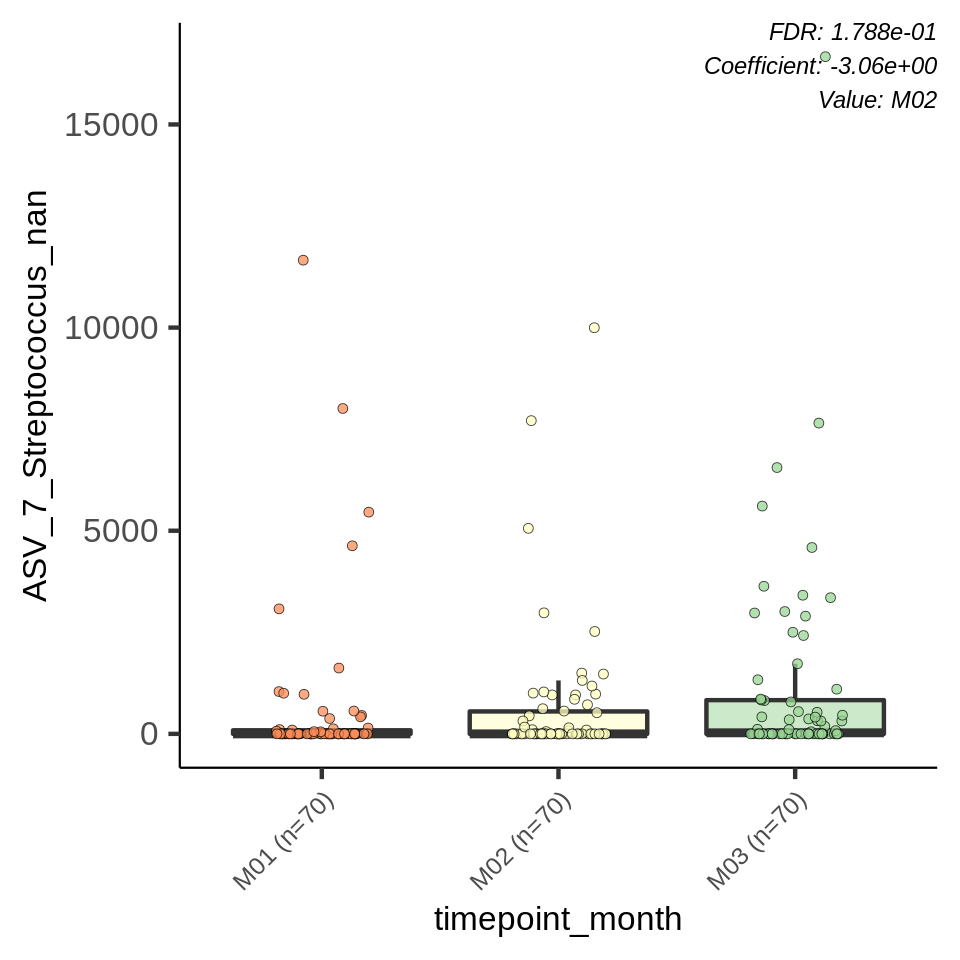 FDR: 1.788e-01
Coefficient: -3.06e+00
Value: M02
15000
10000
5000
0
ASV_7_Streptococcus_nan
M01 (n=70)
M02 (n=70)
M03 (n=70)
timepoint_month